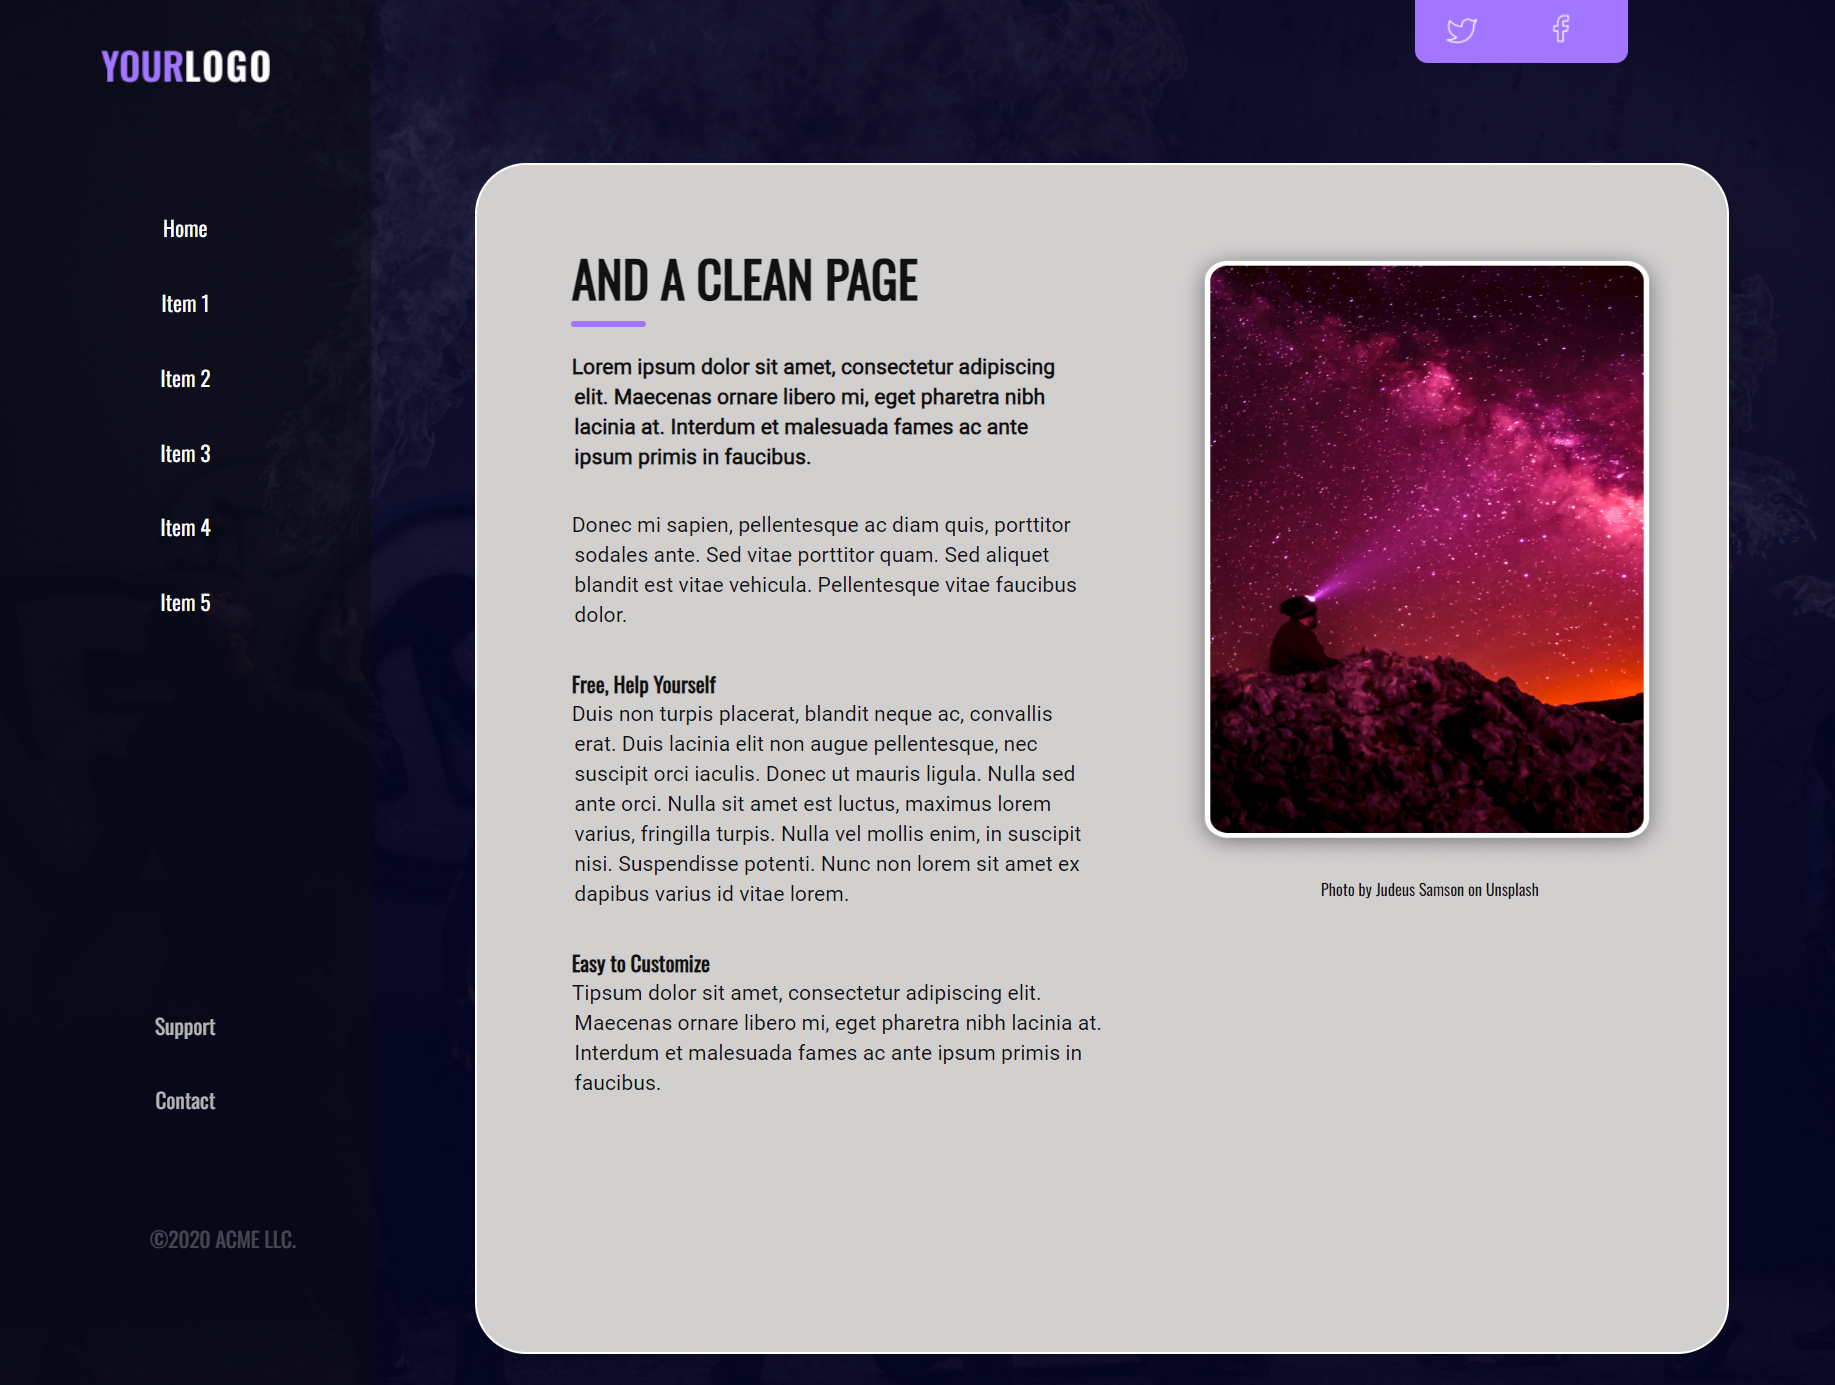 YOURLOGO
Home
Item 1
Item 2
Item 3
Item 4
Item 5
Support
Contact
©2020 ACME LLC.
AND A CLEAN PAGE
Lorem ipsum dolor sit amet, consectetur adipiscing
elit. Maecenas ornare libero mi, eget pharetra nibh
lacinia at. Interdum et malesuada fames ac ante
ipsum primis in faucibus.
Donec mi sapien, pellentesque ac diam quis, porttitor
sodales ante. Sed vitae porttitor quam. Sed aliquet
blandit est vitae vehicula. Pellentesque vitae faucibus
dolor.
Free, Help Yourself
Duis non turpis placerat, blandit neque ac, convallis
erat. Duis lacinia elit non augue pellentesque, nec
suscipit orci iaculis. Donec ut mauris ligula. Nulla sed
ante orci. Nulla sit amet est luctus, maximus lorem
varius, fringilla turpis. Nulla vel mollis enim, in suscipit
nisi. Suspendisse potenti. Nunc non lorem sit amet ex
dapibus varius id vitae lorem.
Easy to Customize
Tipsum dolor sit amet, consectetur adipiscing elit.
Maecenas ornare libero mi, eget pharetra nibh lacinia at.
Interdum et malesuada fames ac ante ipsum primis in
faucibus.
Photo by Judeus Samson on Unsplash